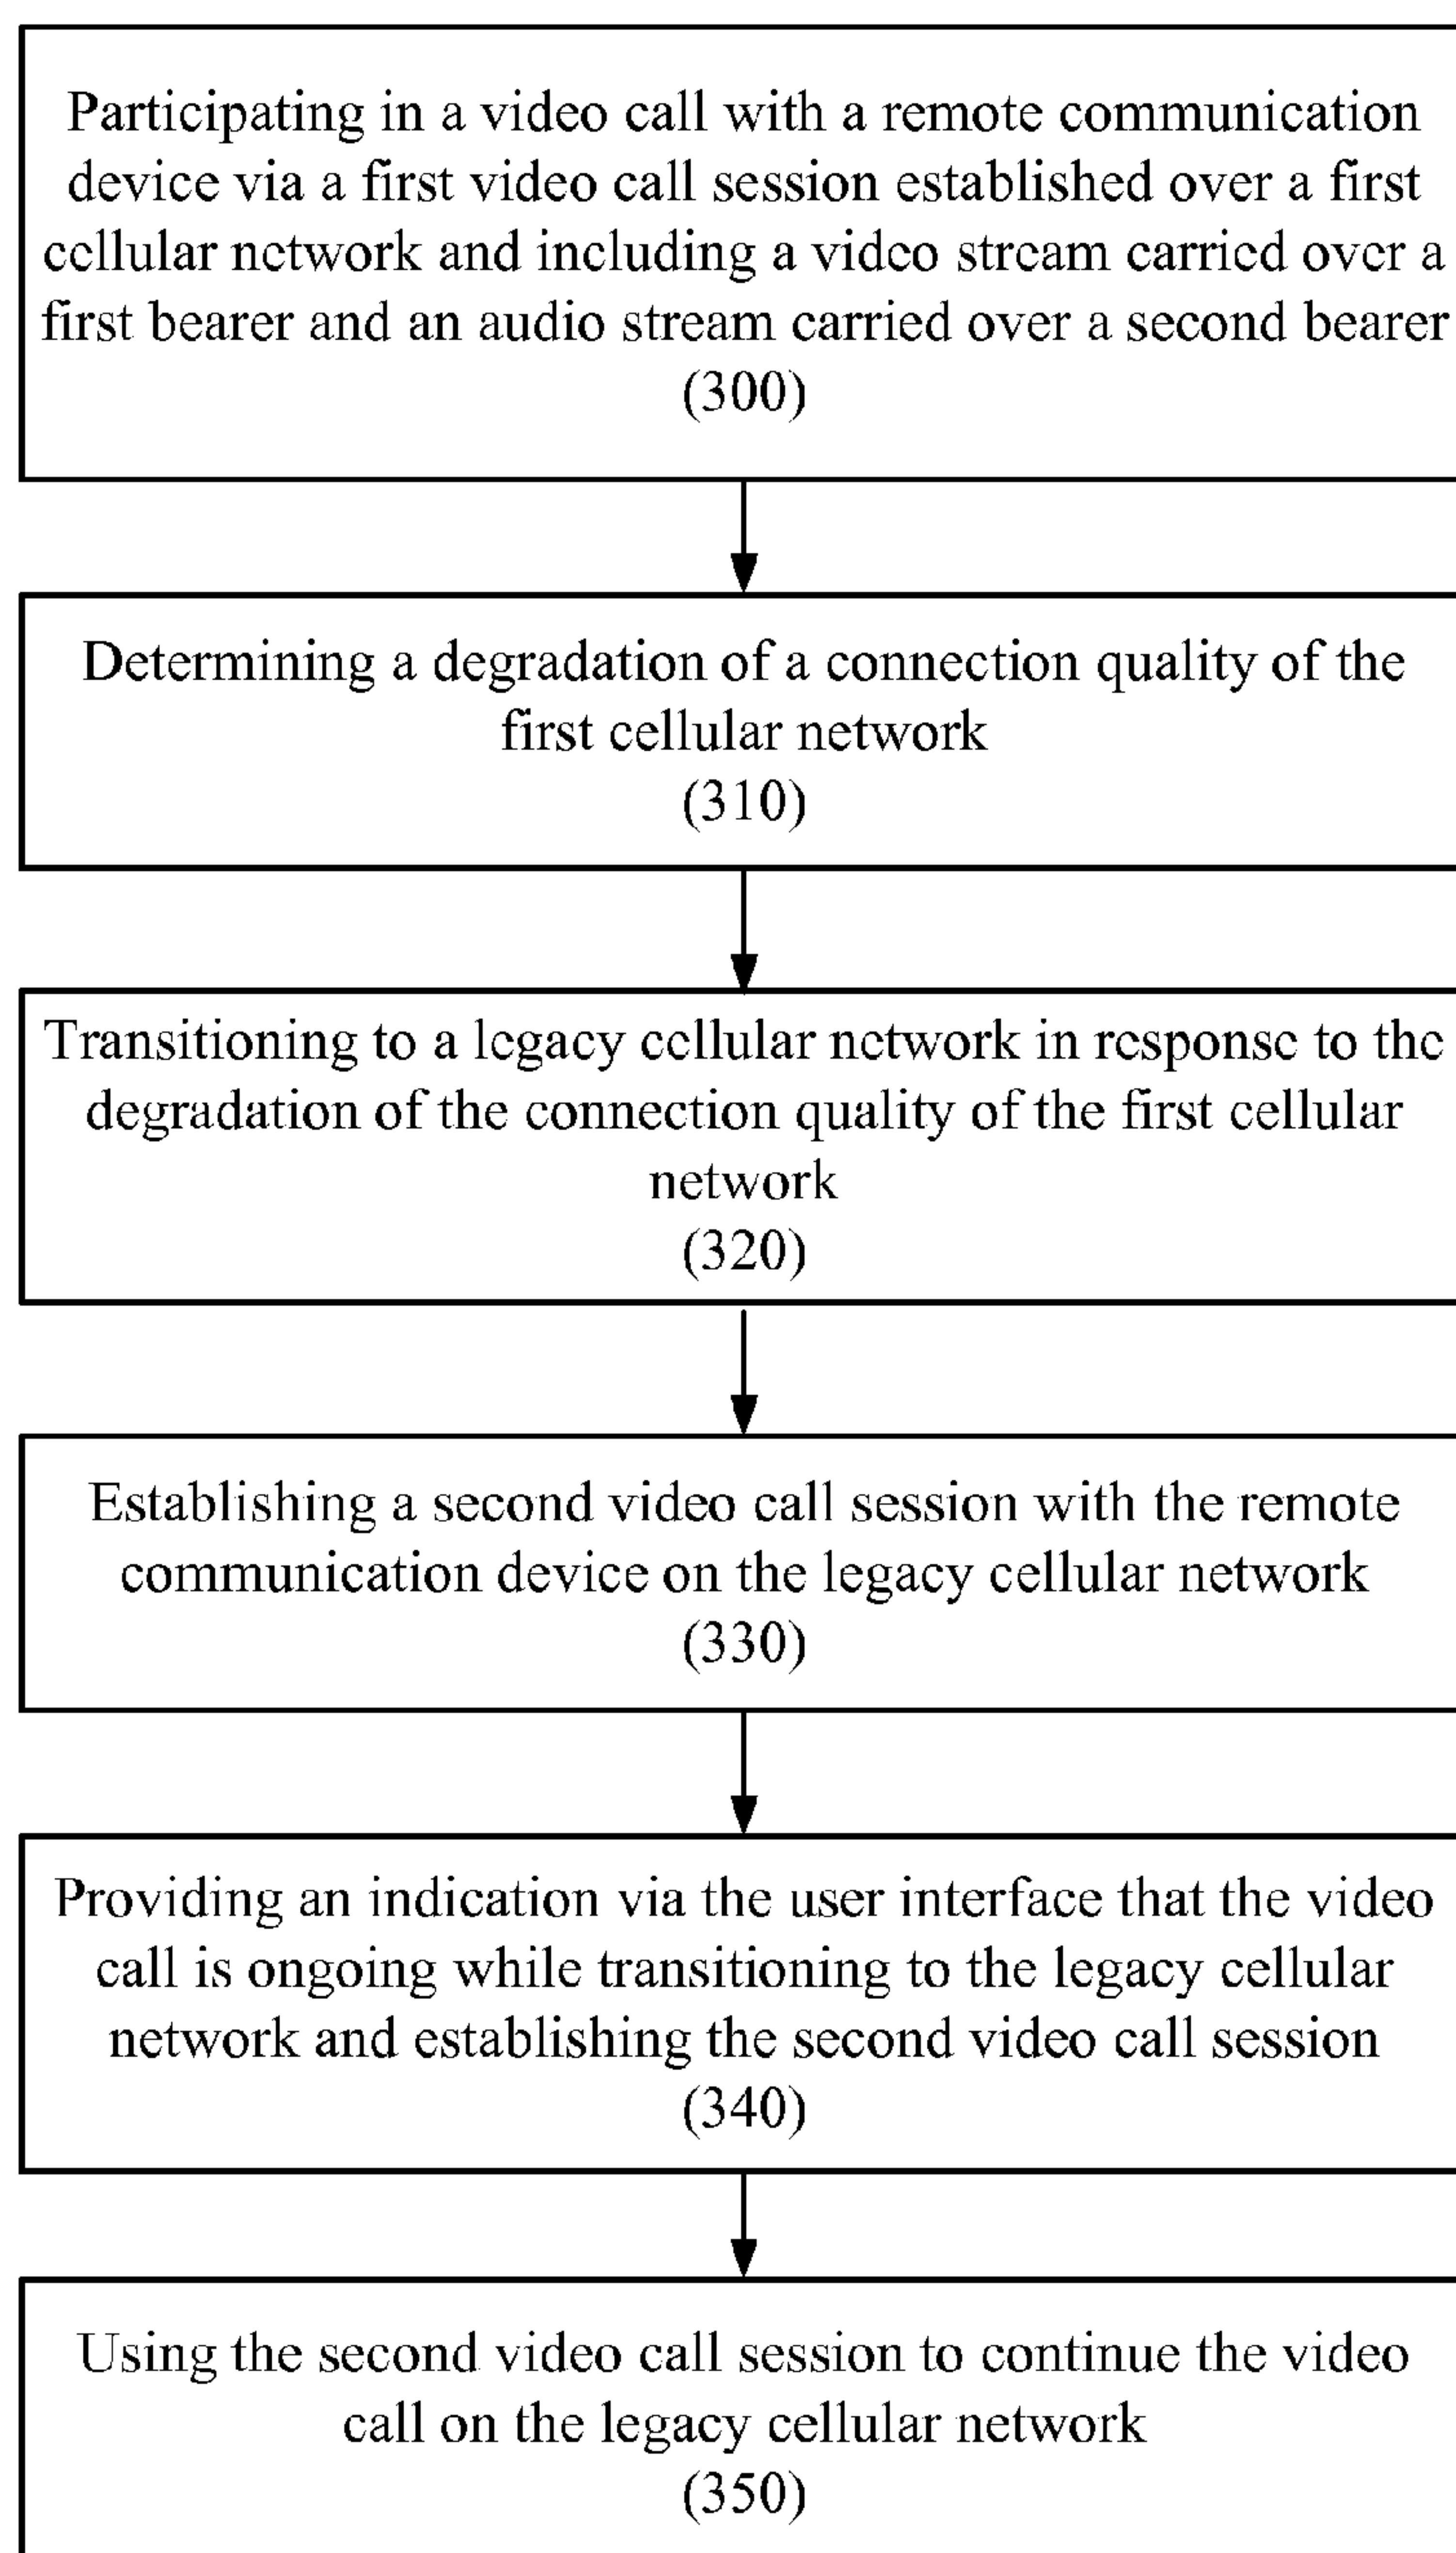 Participating in a video call with a remote communication
device via a first video call session established over a first
cellular network and including a video stream carried over a
first bearer and an audio stream carried over a second bearer
(300)
Determining a degradation of a connection quality of the
first cellular network
(310)
Transitioning to a legacy cellular network in response to the
degradation of the connection quality of the first cellular
network
(320)
Establishing a second video call session with the remote
communication device on the legacy cellular network
(330)
Providing an indication via the user interface that the video
call is ongoing while transitioning to the legacy cellular
network and establishing the second video call session
(340)
Using the second video call session to continue the video
call on the legacy cellular network
(350)